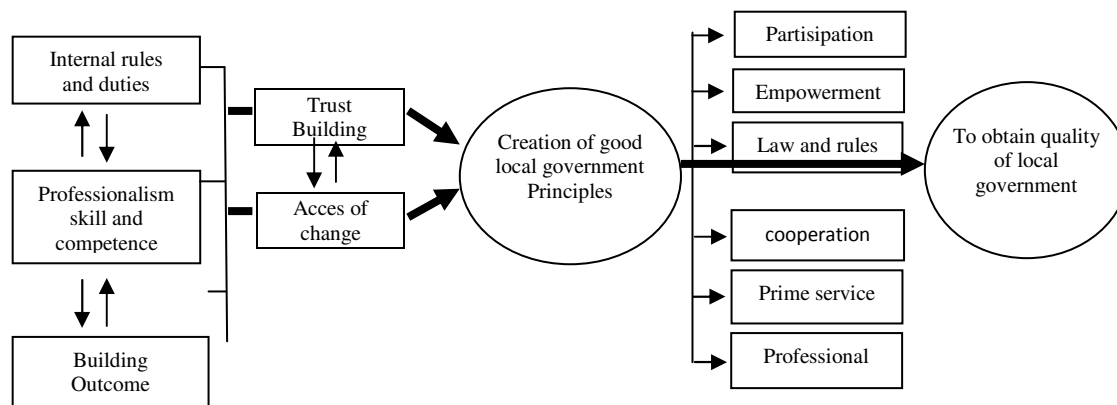 Internal rules
and duties
Professionalism
skill and
competence
Building
Outcome
Trust
Building
Acces of
change
Creation of good
local government
Principles
Partisipation
Empowerment
Law and rules
cooperation
Prime service
Professional
To obtain quality
of local
government